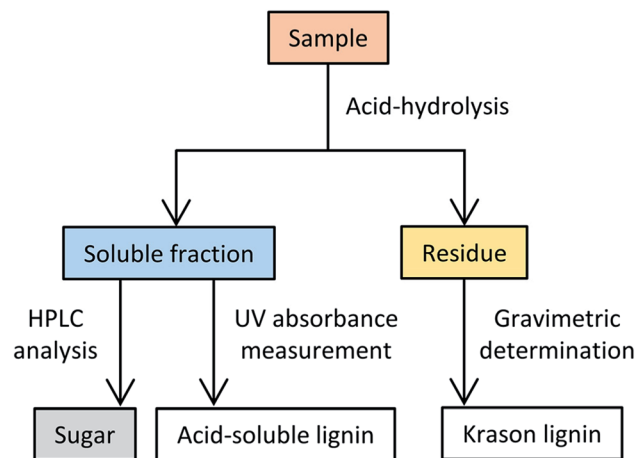 Sample
Acid-hydrolysis
Soluble fraction
Residue
HPLC
analysis
UV absorbance
measurement
Gravimetric
determination
Sugar
Acid-soluble lignin
Krason lignin